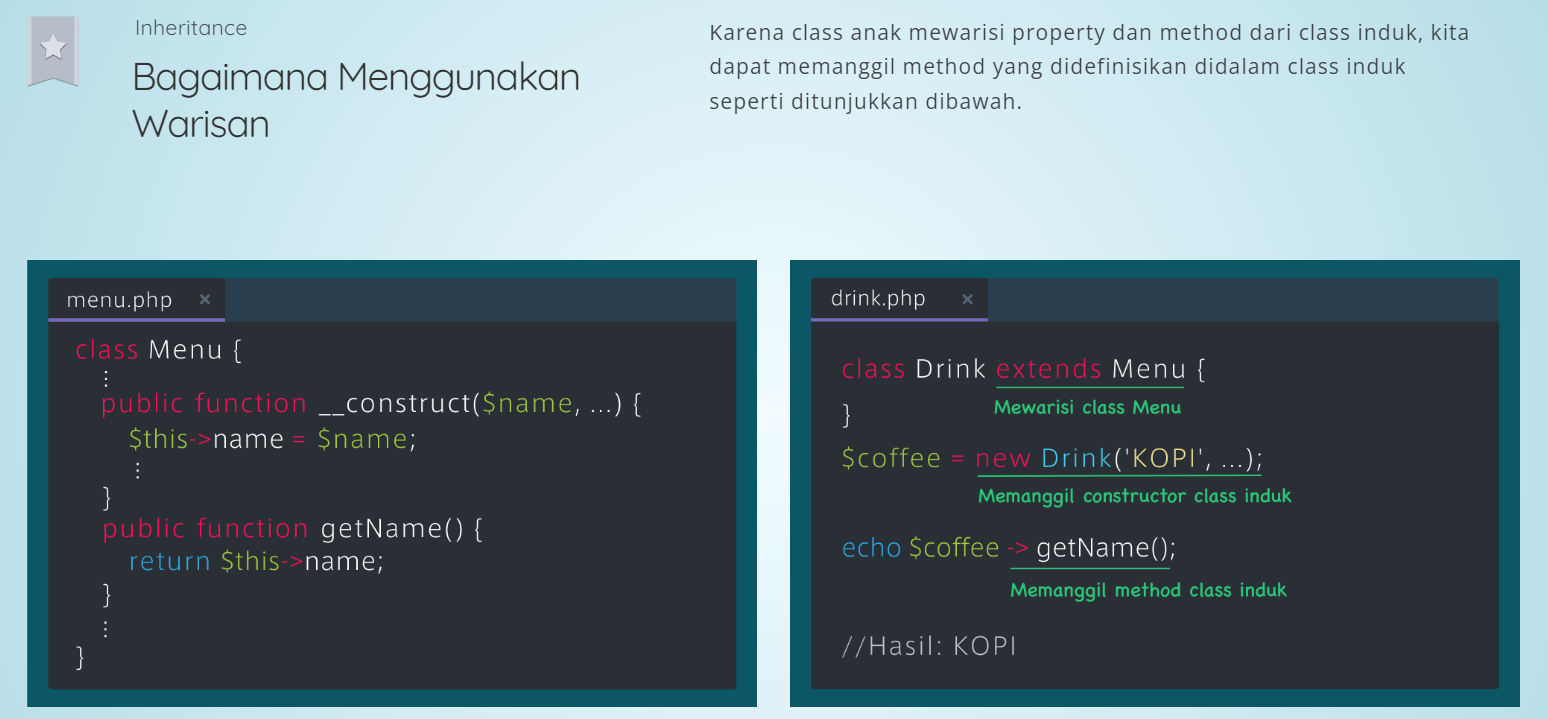 Inheritance
Bagaimana Menggunakan
Warisan
Karena class anak mewarisi property dan method dari class induk, kita
dapat memanggil method yang didefinisikan didalam class induk
seperti ditunjukkan dibawah.
menu.php ×
class Menu {
⋮
public function __construct($name, ...) {
$this->name = $name;
⋮
}
public function getName() {
return $this->name;
}
⋮
}
drink.php ×
class Drink extends Menu {
Mewarisi class Menu
}
$coffee = new Drink('KOPI', ...);
Memanggil constructor class induk
echo $coffee -> getName();
Memanggil method class induk
//Hasil: KOPI